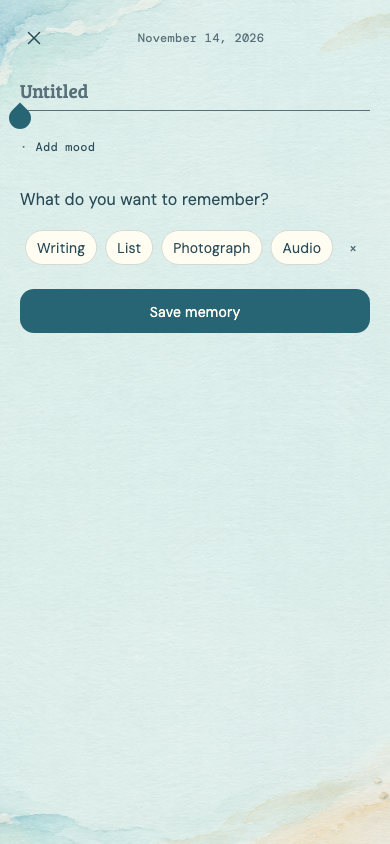 November 14, 2026
Untitled
· Add mood
What do you want to remember?
Writing List Photograph Audio ×
Save memory